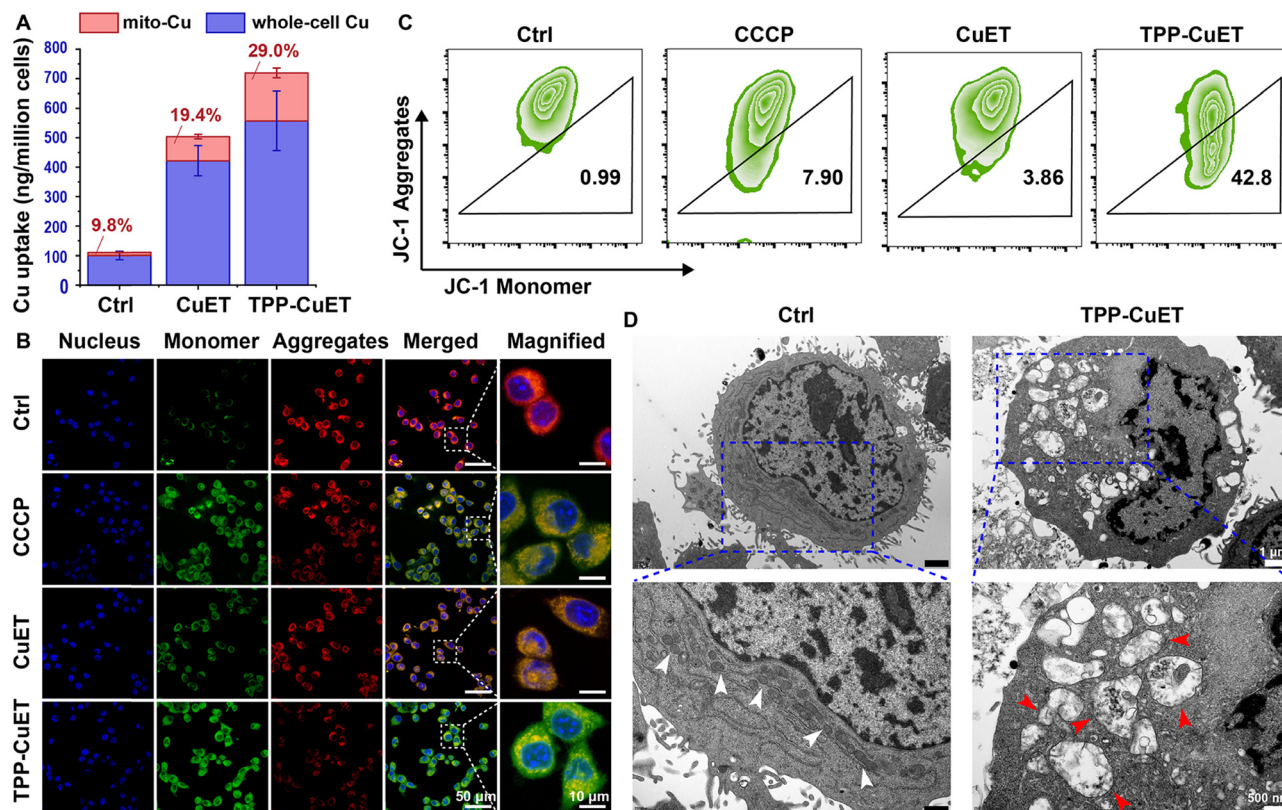 A
mito-Cu
whole-cell Cu
Cu uptake (ng/million cells)
800
700
600
500
400
300
200
100
0
9.8%
19.4%
29.0%
Ctrl
CuET
TPP-CuET
C
Ctrl
CCCP
CuET
TPP-CuET
JC-1 Aggregates
0.99
7.90
3.86
42.8
JC-1 Monomer
B
Nucleus
Monomer
Aggregates
Merged
Magnified
Ctrl
CCCP
CuET
TPP-CuET
50 μm
10 μm
D
Ctrl
TPP-CuET
1 μ
500 n